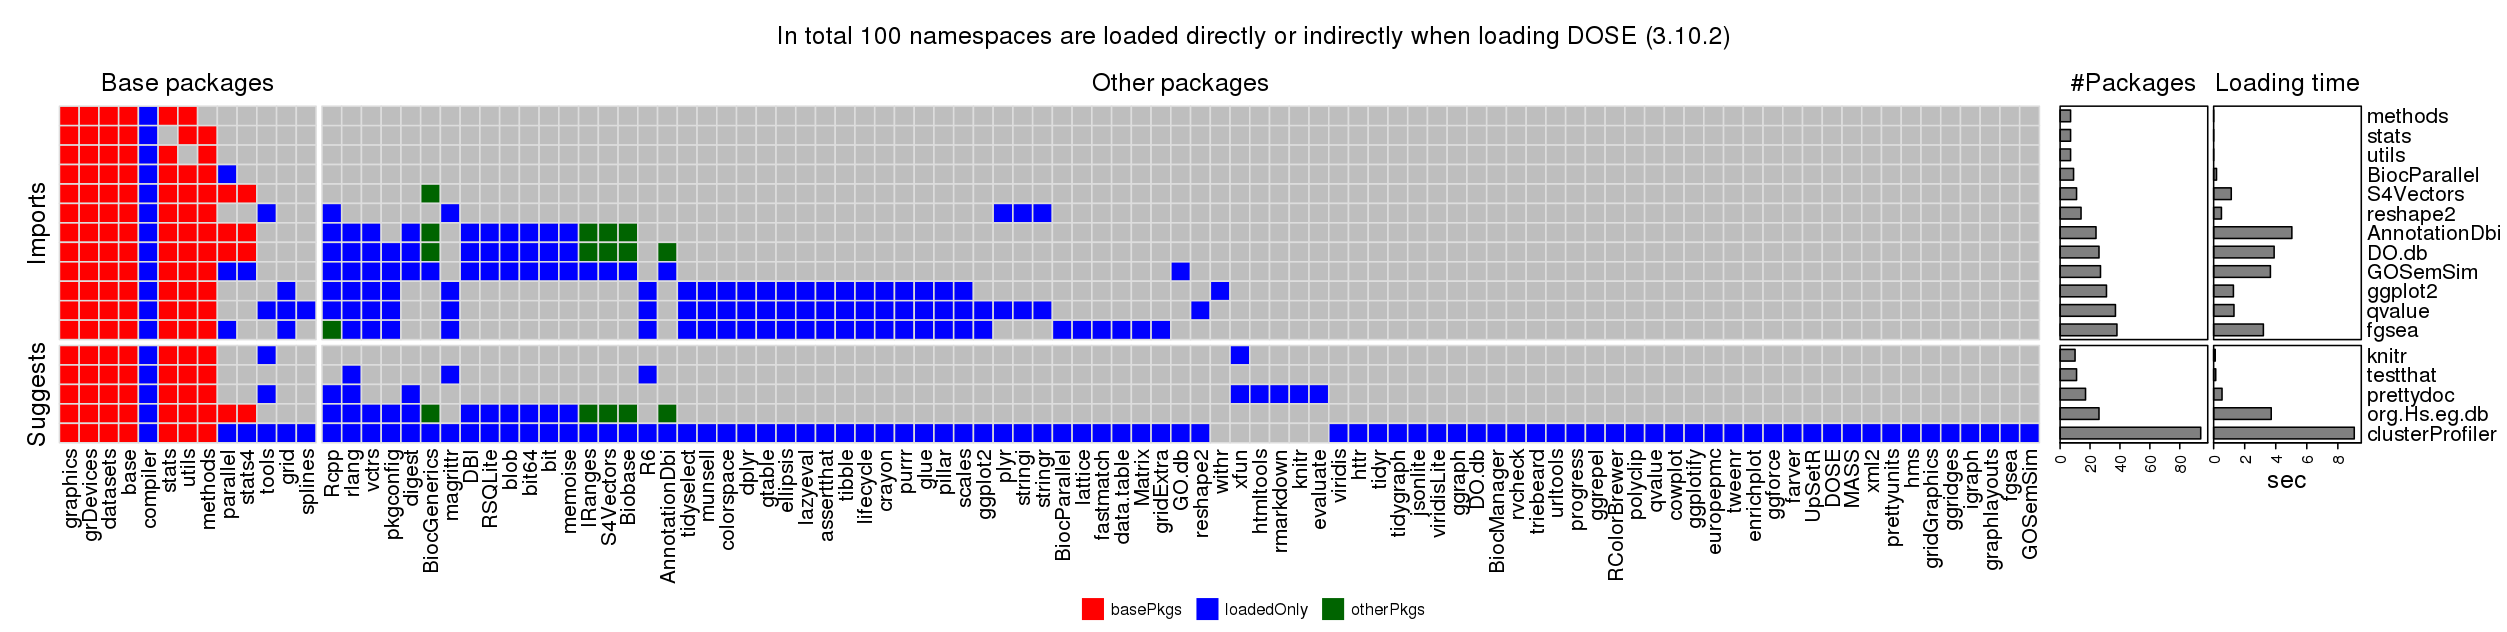 In total 100 namespaces are loaded directly or indirectly when loading DOSE (3.10.2)
Base packages
Other packages
#Packages
Loading time
Imports
Suggests
methods
stats
utils
BiocParallel
S4Vectors
reshape2
AnnotationDbi
DO.db
GOSemSim
ggplot2
qvalue
fgsea
knitr
testthat
prettydoc
org.Hs.eg.db
clusterProfiler
graphics
grDevices
datasets
base
compiler
stats
utils
methods
parallel
stats4
tools
grid
splines
Rcpp
rlang
vctrs
pkgconfig
digest
BiocGenerics
magrittr
DBI
RSQLite
blob
bit64
bit
memoise
IRanges
S4Vectors
Biobase
R6
AnnotationDbi
tidyselect
munsell
colorspace
dplyr
gtable
ellipsis
lazyeval
assertthat
tibble
lifecycle
crayon
purrr
glue
pillar
scales
ggplot2
plyr
stringi
stringr
BiocParallel
lattice
fastmatch
data.table
Matrix
gridExtra
GO.db
reshape2
withr
xfun
htmltools
rmarkdown
knitr
evaluate
viridis
httr
tidyr
tidygraph
jsonlite
viridisLite
ggraph
DO.db
BiocManager
rvcheck
triebeard
urltools
progress
ggrepel
RColorBrewer
polyclip
qvalue
cowplot
ggplotify
europepmc
tweenr
enrichplot
ggforce
farver
UpSetR
DOSE
MASS
xml2
prettyunits
hms
gridGraphics
ggridges
igraph
graphlayouts
fgsea
GOSemSim
0 20 40 60 80
0 2 4 6 8
sec
basePkgs loadedOnly otherPkgs